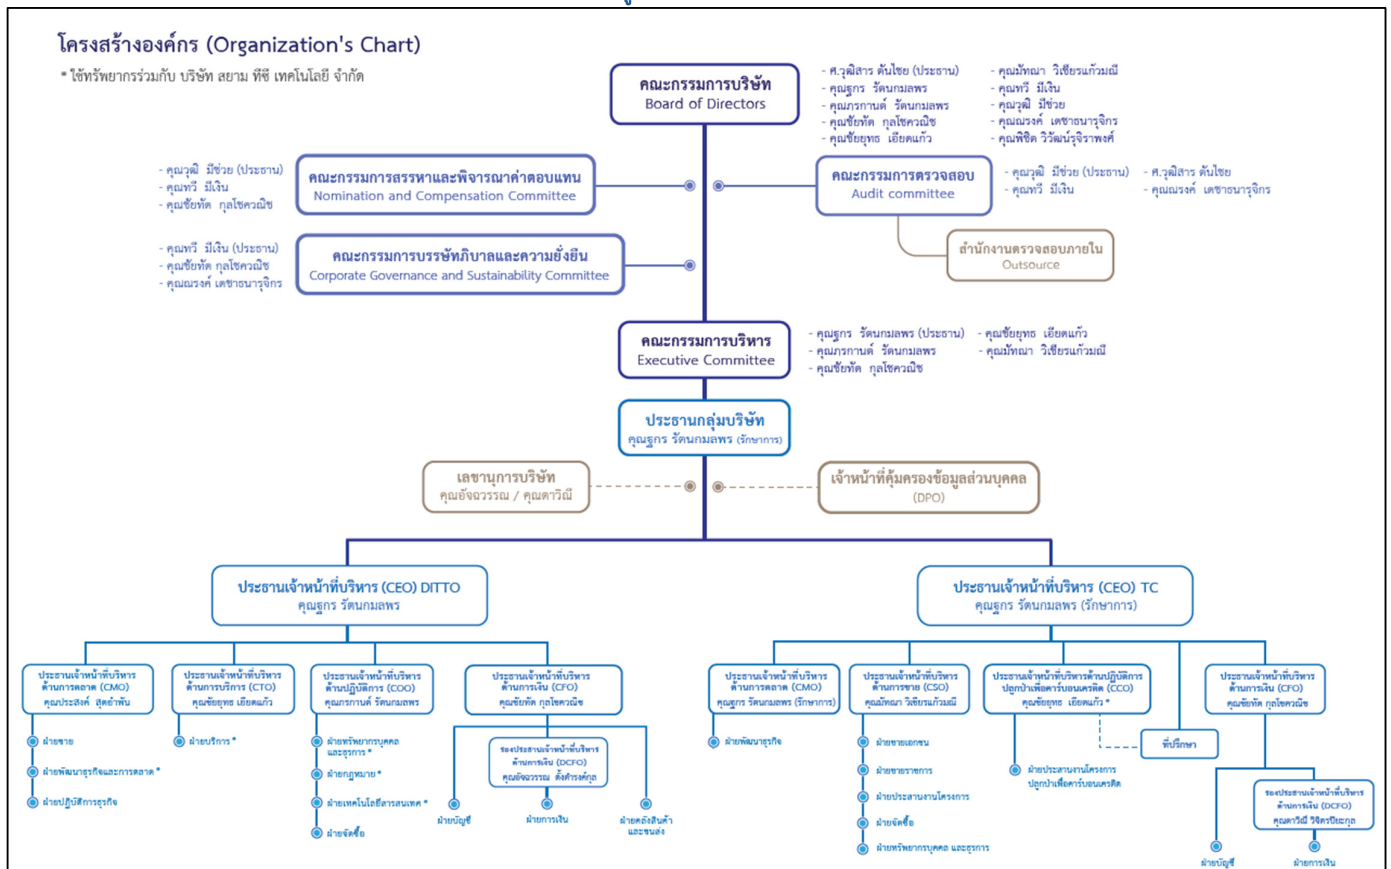 โครงสร้างองค์กร (Organization's Chart)
* ใช้ทรัพยากรร่วมกับ บริษัท สยาม ทีซี เทคโนโลยี จำกัด
คณะกรรมการบริษัท
Board of Directors
- ศ.วุฒิสาร ตันไชย (ประธาน)
- คุณฐกร รัตนกมลพร
- คุณภรกานต์ รัตนกมลพร
- คุณชัยทัด กุลโชควณิช
- คุณชัยยุทธ เอียดแก้ว
- คุณมัทณา วิเชียรแก้วมณี
- คุณทวี มีเงิน
- คุณวุฒิ มีช่วย
- คุณณรงค์ เตชาธนารุจิกร
- คุณพิชิต วิวัฒน์รุจิราพงศ์
- คุณวุฒิ มีช่วย (ประธาน)
- คุณทวี มีเงิน
- คุณชัยทัด กุลโชควณิช
คณะกรรมการสรรหาและพิจารณาค่าตอบแทน
Nomination and Compensation Committee
คณะกรรมการตรวจสอบ
Audit committee
- คุณวุฒิ มีช่วย (ประธาน)
- คุณทวี มีเงิน
- ศ.วุฒิสาร ตันไชย
- คุณณรงค์ เตชาธนารุจิกร
สำนักงานตรวจสอบภายใน
Outsource
- คุณทวี มีเงิน (ประธาน)
- คุณชัยทัด กุลโชควณิช
- คุณณรงค์ เตชาธนารุจิกร
คณะกรรมการบรรษัทภิบาลและความยั่งยืน
Corporate Governance and Sustainability Committee
คณะกรรมการบริหาร
Executive Committee
- คุณฐกร รัตนกมลพร (ประธาน)
- คุณภรกานต์ รัตนกมลพร
- คุณชัยทัด กุลโชควณิช
- คุณชัยยุทธ เอียดแก้ว
- คุณมัทณา วิเชียรแก้วมณี
ประธานกลุ่มบริษัท
คุณฐกร รัตนกมลพร (รักษาการ)
เลขานุการบริษัท
คุณอัจฉวรรณ / คุณดาวิณี
เจ้าหน้าที่คุ้มครองข้อมูลส่วนบุคคล
(DPO)
ประธานเจ้าหน้าที่บริหาร (CEO) DITTO
คุณฐกร รัตนกมลพร
ประธานเจ้าหน้าที่บริหาร (CEO) TC
คุณฐกร รัตนกมลพร (รักษาการ)
ประธานเจ้าหน้าที่บริหาร
ด้านการตลาด (CMO)
คุณประสงค์ สุดอำพัน
ฝ่ายขาย
ฝ่ายพัฒนาธุรกิจและการตลาด *
ฝ่ายปฏิบัติการธุรกิจ
ประธานเจ้าหน้าที่บริหาร
ด้านการบริการ (CTO)
คุณชัยยุทธ เอียดแก้ว
ฝ่ายบริการ *
ประธานเจ้าหน้าที่บริหาร
ด้านปฏิบัติการ (COO)
คุณภรกานต์ รัตนกมลพร
ฝ่ายทรัพยากรบุคคล
และธุรการ *
ฝ่ายกฎหมาย *
ฝ่ายเทคโนโลยีสารสนเทศ *
ฝ่ายจัดซื้อ
ประธานเจ้าหน้าที่บริหาร
ด้านการเงิน (CFO)
คุณชัยทัด กุลโชควณิช
รองประธานเจ้าหน้าที่บริหาร
ด้านการเงิน (DCFO)
คุณอัจฉวรรณ ตั้งดำรงค์กุล
ฝ่ายบัญชี
ฝ่ายการเงิน
ฝ่ายคลังสินค้า
และขนส่ง
ประธานเจ้าหน้าที่บริหาร
ด้านการตลาด (CMO)
คุณฐกร รัตนกมลพร (รักษาการ)
ฝ่ายพัฒนาธุรกิจ
ประธานเจ้าหน้าที่บริหาร
ด้านการขาย (CSO)
คุณมัทณา วิเชียรแก้วมณี
ฝ่ายขายเอกชน
ฝ่ายขายราชการ
ฝ่ายประสานงานโครงการ
ฝ่ายจัดซื้อ
ฝ่ายทรัพยากรบุคคล และธุรการ
ประธานเจ้าหน้าที่บริหารด้านปฏิบัติการ
ปลูกป่าเพื่อคาร์บอนเครดิต (CCO)
คุณชัยยุทธ เอียดแก้ว *
ฝ่ายประสานงานโครงการ
ปลูกป่าเพื่อคาร์บอนเครดิต
ที่ปรึกษา
ประธานเจ้าหน้าที่บริหาร
ด้านการเงิน (CFO)
คุณชัยทัด กุลโชควณิช
รองประธานเจ้าหน้าที่บริหาร
ด้านการเงิน (DCFO)
คุณดาวิณี วิจิตรปิยะกุล
ฝ่ายบัญชี
ฝ่ายการเงิน